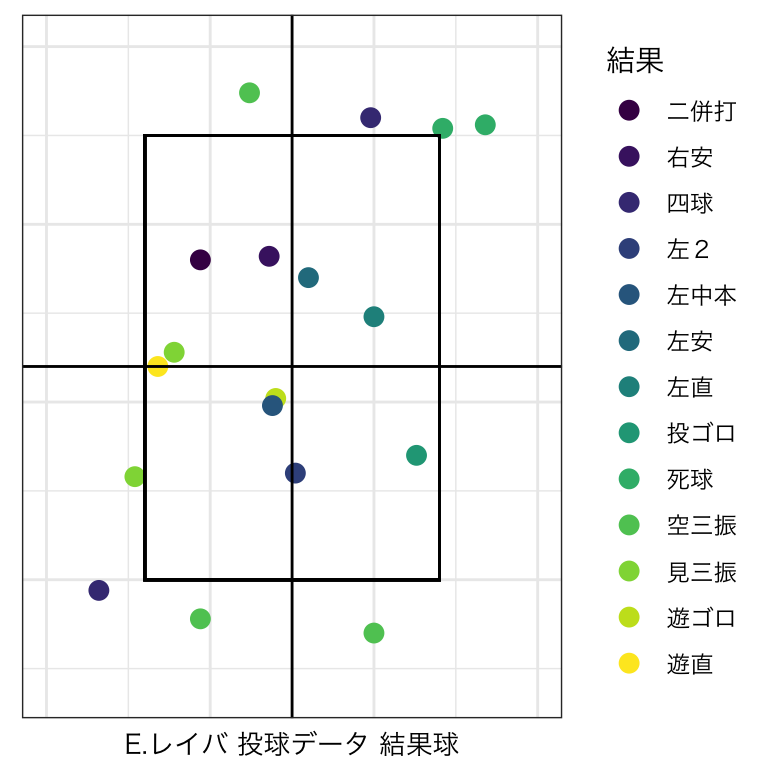 結果
二併打
右安
四球
左２
左中本
左安
左直
投ゴロ
死球
空三振
見三振
遊ゴロ
遊直
E.レイバ 投球データ 結果球